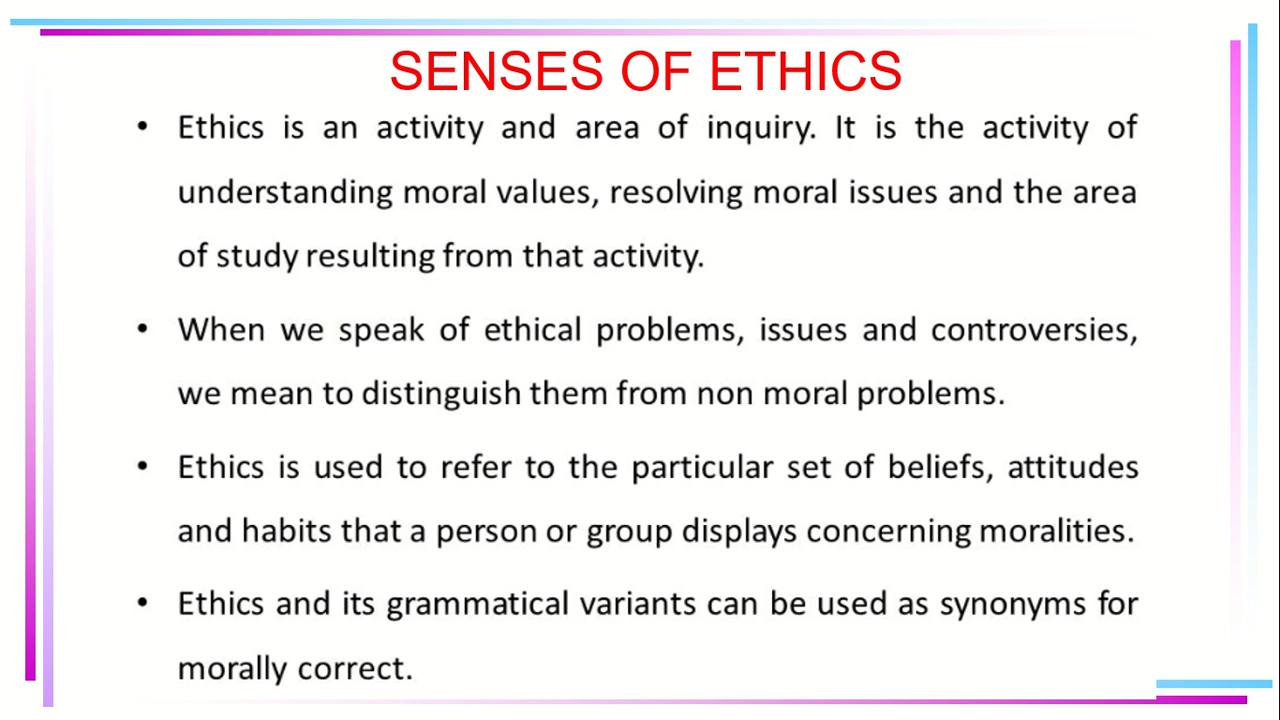 SENSES OF ETHICS
• Ethics is an activity and area of inquiry. It is the activity of
understanding moral values, resolving moral issues and the area
of study resulting from that activity.
• When we speak of ethical problems, issues and controversies,
we mean to distinguish them from non moral problems.
• Ethics is used to refer to the particular set of beliefs, attitudes
and habits that a person or group displays concerning moralities.
• Ethics and its grammatical variants can be used as synonyms for
morally correct.